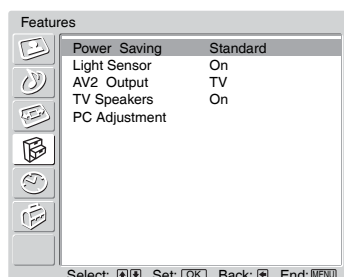 Features
Power Saving Standard
Light Sensor On
AV2 Output TV
TV Speakers On
PC Adjustment
Select: Set: OK Back: End: MENU